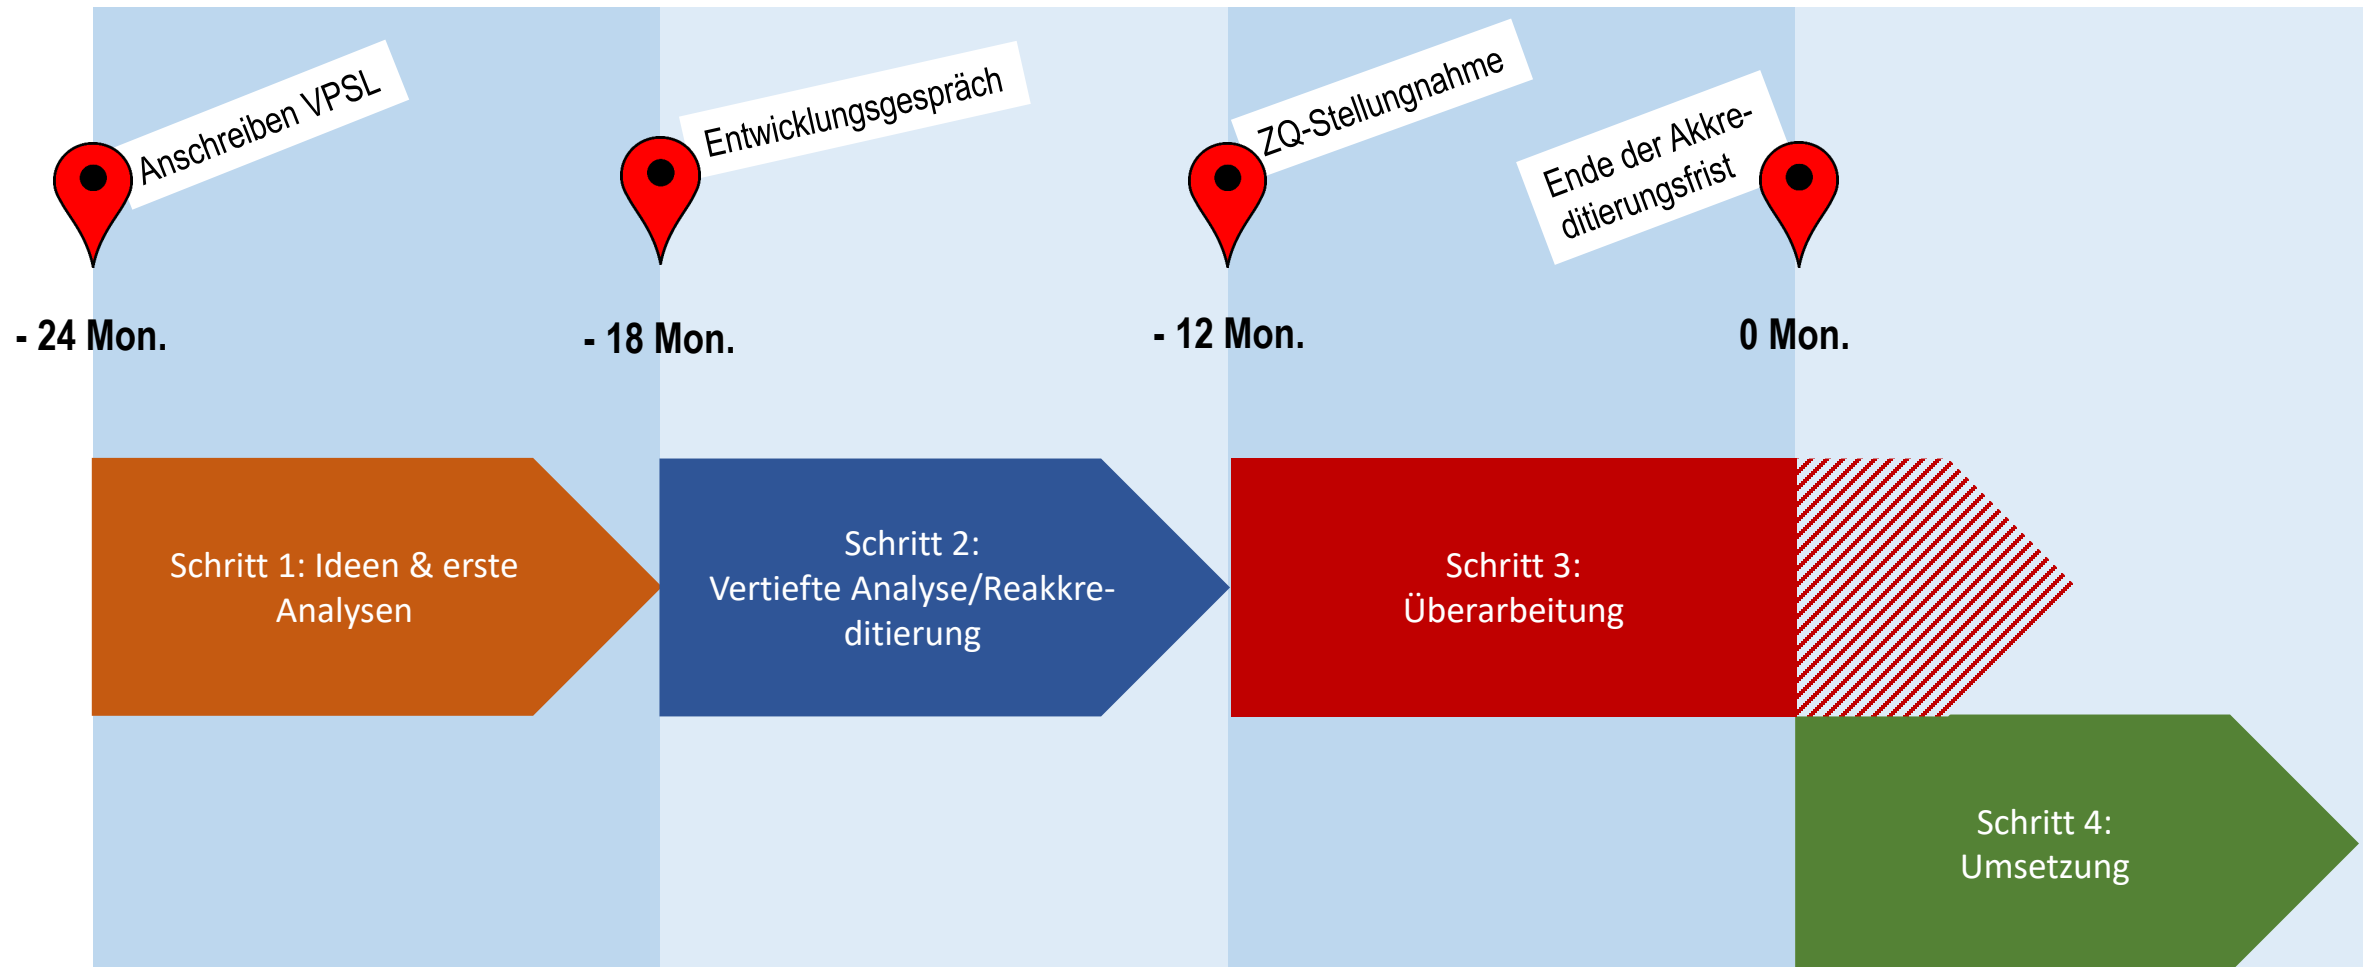 Anschreiben VPSL
Entwicklungsgespräch
ZQ-Stellungnahme
Ende der Akkre-
ditierungsfrist
- 24 Mon.
- 18 Mon.
- 12 Mon.
0 Mon.
Schritt 1: Ideen & erste
Analysen
Schritt 2:
Vertiefte Analyse/Reakkre-
ditierung
Schritt 3:
Überarbeitung
Schritt 4:
Umsetzung